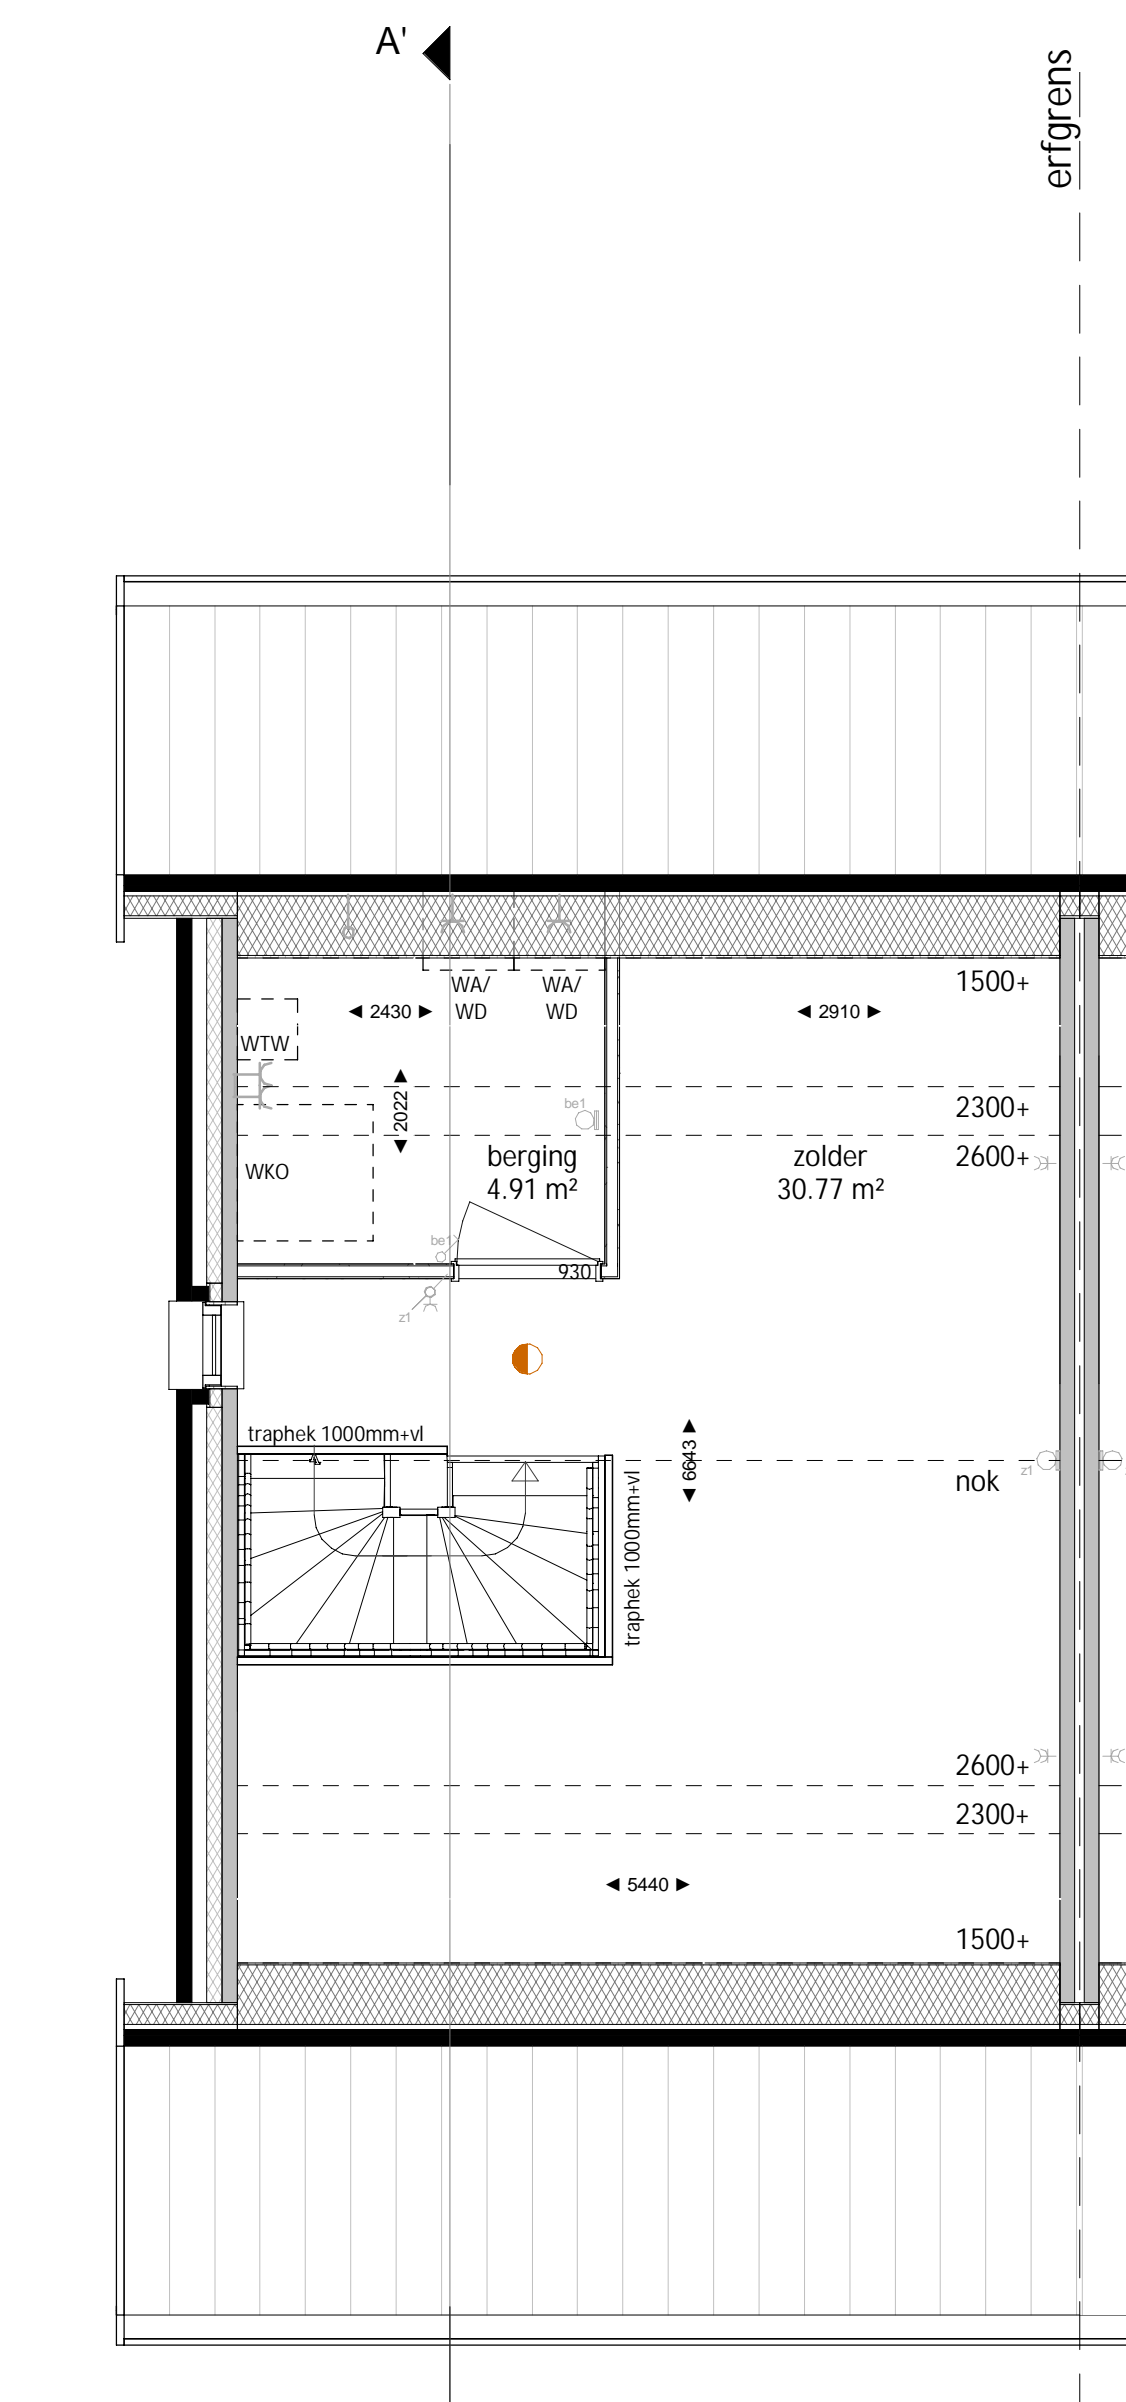 A'
erfgrens
1500+
WA/
WD
WA/
WD
2430
2910
WTW
2022
be1
2300+
berging
4.91 m²
zolder
30.77 m²
2600+
WKO
be1
930
z1
traphek 1000mm+vl
6643
traphek 1000mm+vl
z1
nok
2600+
2300+
5440
1500+